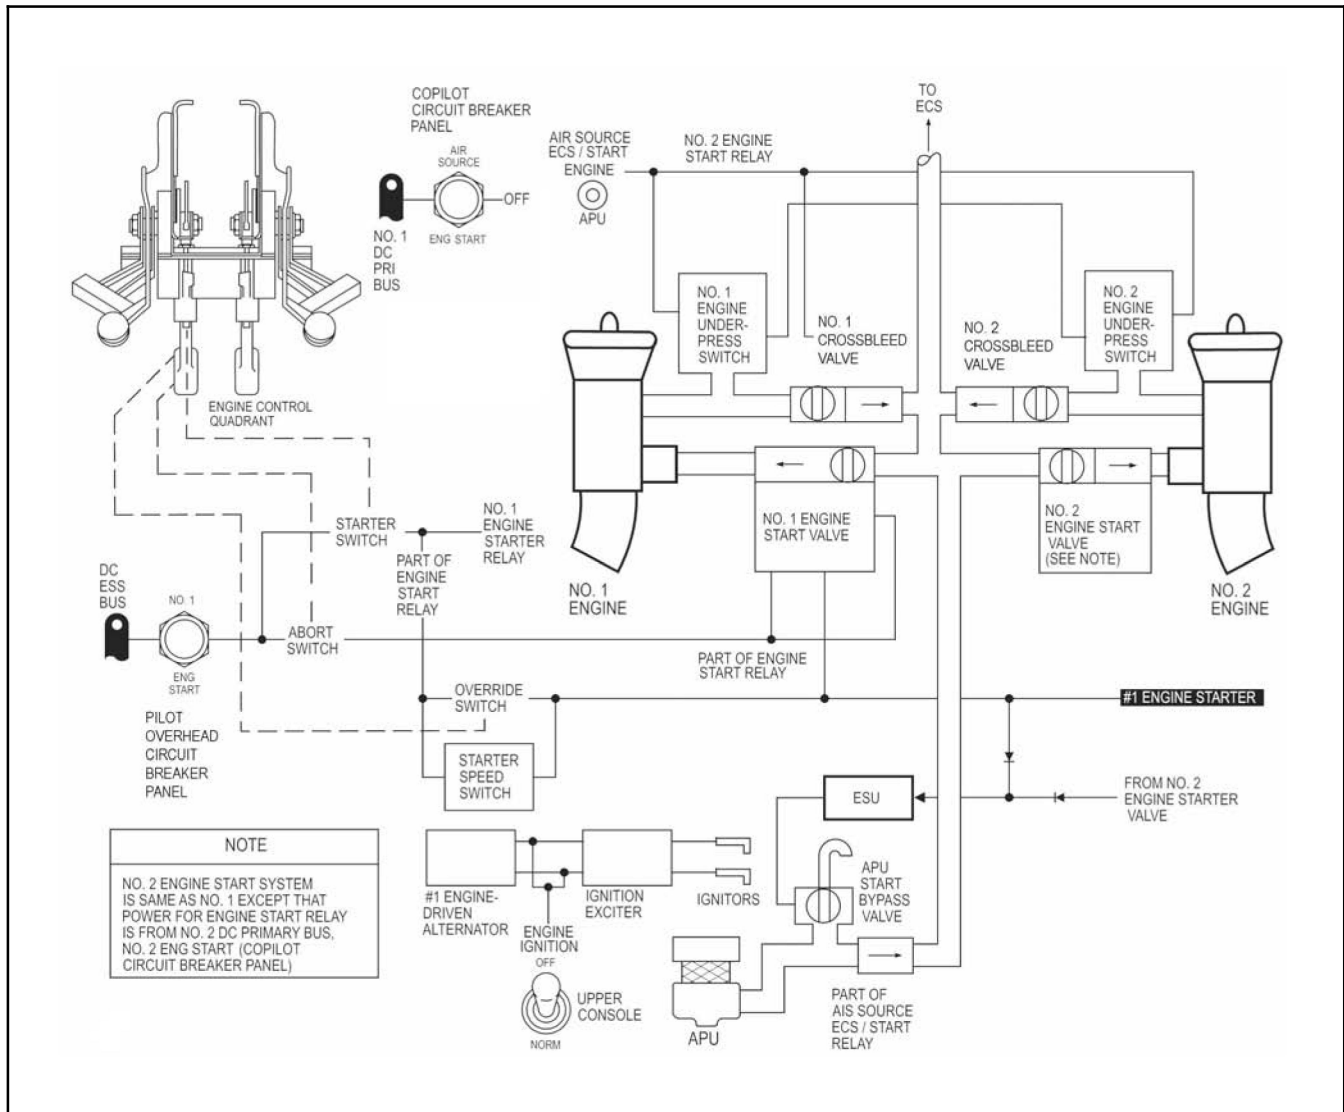 COPILOT
CIRCUIT BREAKER
PANEL
AIR
SOURCE
OFF
ENG START
NO. 1
DC
PRI
BUS
AIR SOURCE
ECS / START
ENGINE
APU
NO. 2 ENGINE
START RELAY
TO
ECS
NO. 1
ENGINE
UNDER-
PRESS
SWITCH
NO. 1
CROSSBLEED
VALVE
NO. 2
CROSSBLEED
VALVE
NO. 2
ENGINE
UNDER-
PRESS
SWITCH
ENGINE CONTROL
QUADRANT
STARTER
SWITCH
NO. 1
ENGINE
STARTER
RELAY
PART OF
ENGINE
START
RELAY
NO. 1 ENGINE
START VALVE
NO. 2
ENGINE START
VALVE
(SEE NOTE)
NO. 1
ENGINE
NO. 2
ENGINE
DC
ESS
BUS
NO. 1
ENG
START
ABORT
SWITCH
PART OF ENGINE
START RELAY
PILOT
OVERHEAD
CIRCUIT
BREAKER
PANEL
OVERRIDE
SWITCH
#1 ENGINE STARTER
STARTER
SPEED
SWITCH
ESU
FROM NO. 2
ENGINE STARTER
VALVE
NOTE
NO. 2 ENGINE START SYSTEM
IS SAME AS NO. 1 EXCEPT THAT
POWER FOR ENGINE START RELAY
IS FROM NO. 2 DC PRIMARY BUS,
NO. 2 ENG START (COPILOT
CIRCUIT BREAKER PANEL)
#1 ENGINE-
DRIVEN
ALTERNATOR
IGNITION
EXCITER
IGNITORS
APU
START
BYPASS
VALVE
ENGINE
IGNITION
OFF
UPPER
CONSOLE
NORM
APU
PART OF
AIS SOURCE
ECS / START
RELAY